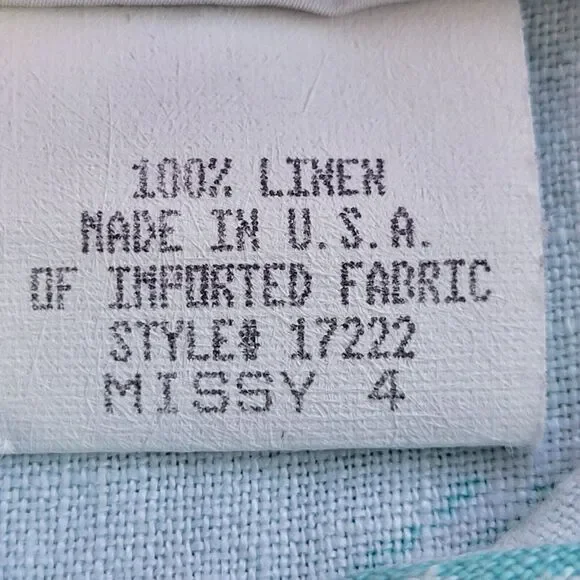 100% LINEN
MADE IN U.S.A.
OF IMPORTED FABRIC
STYLE# 17222
MISSY 4